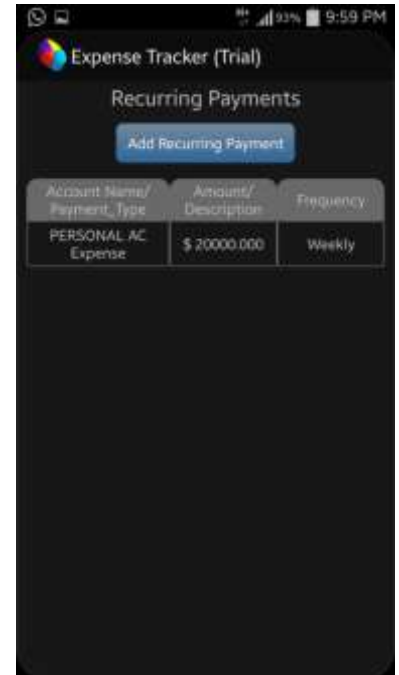 93% 9:59 PM
Expense Tracker (Trial)
Recurring Payments
Add Recurring Payment
Account Name/ Amount/ Frequency
Payment_Type Description
PERSONAL AC $ 20000.000 Weekly
Expense